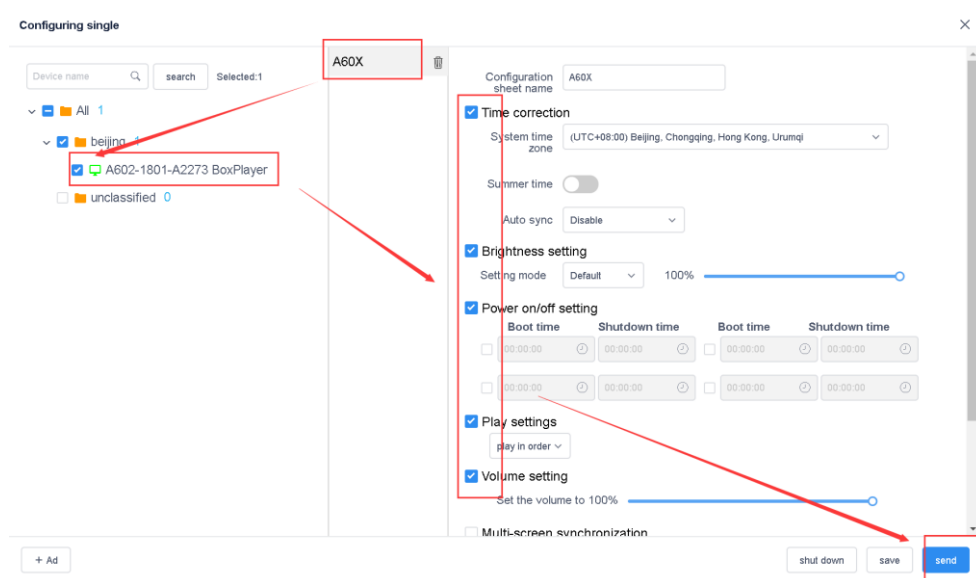 Configuring single
Device name
search
Selected:1
All 1
beijing 1
A602-1801-A2273 BoxPlayer
unclassified 0
A60X
Configuration sheet name
A60X
Time correction
System time zone
(UTC+08:00) Beijing, Chongqing, Hong Kong, Urumqi
Summer time
Auto sync
Disable
Brightness setting
Setting mode
Default
100%
Power on/off setting
Boot time Shutdown time Boot time Shutdown time
00:00:00 00:00:00 00:00:00 00:00:00
00:00:00 00:00:00 00:00:00 00:00:00
Play settings
play in order
Volume setting
Set the volume to 100%
Multi-screen synchronization
+ Ad
shut down
save
send